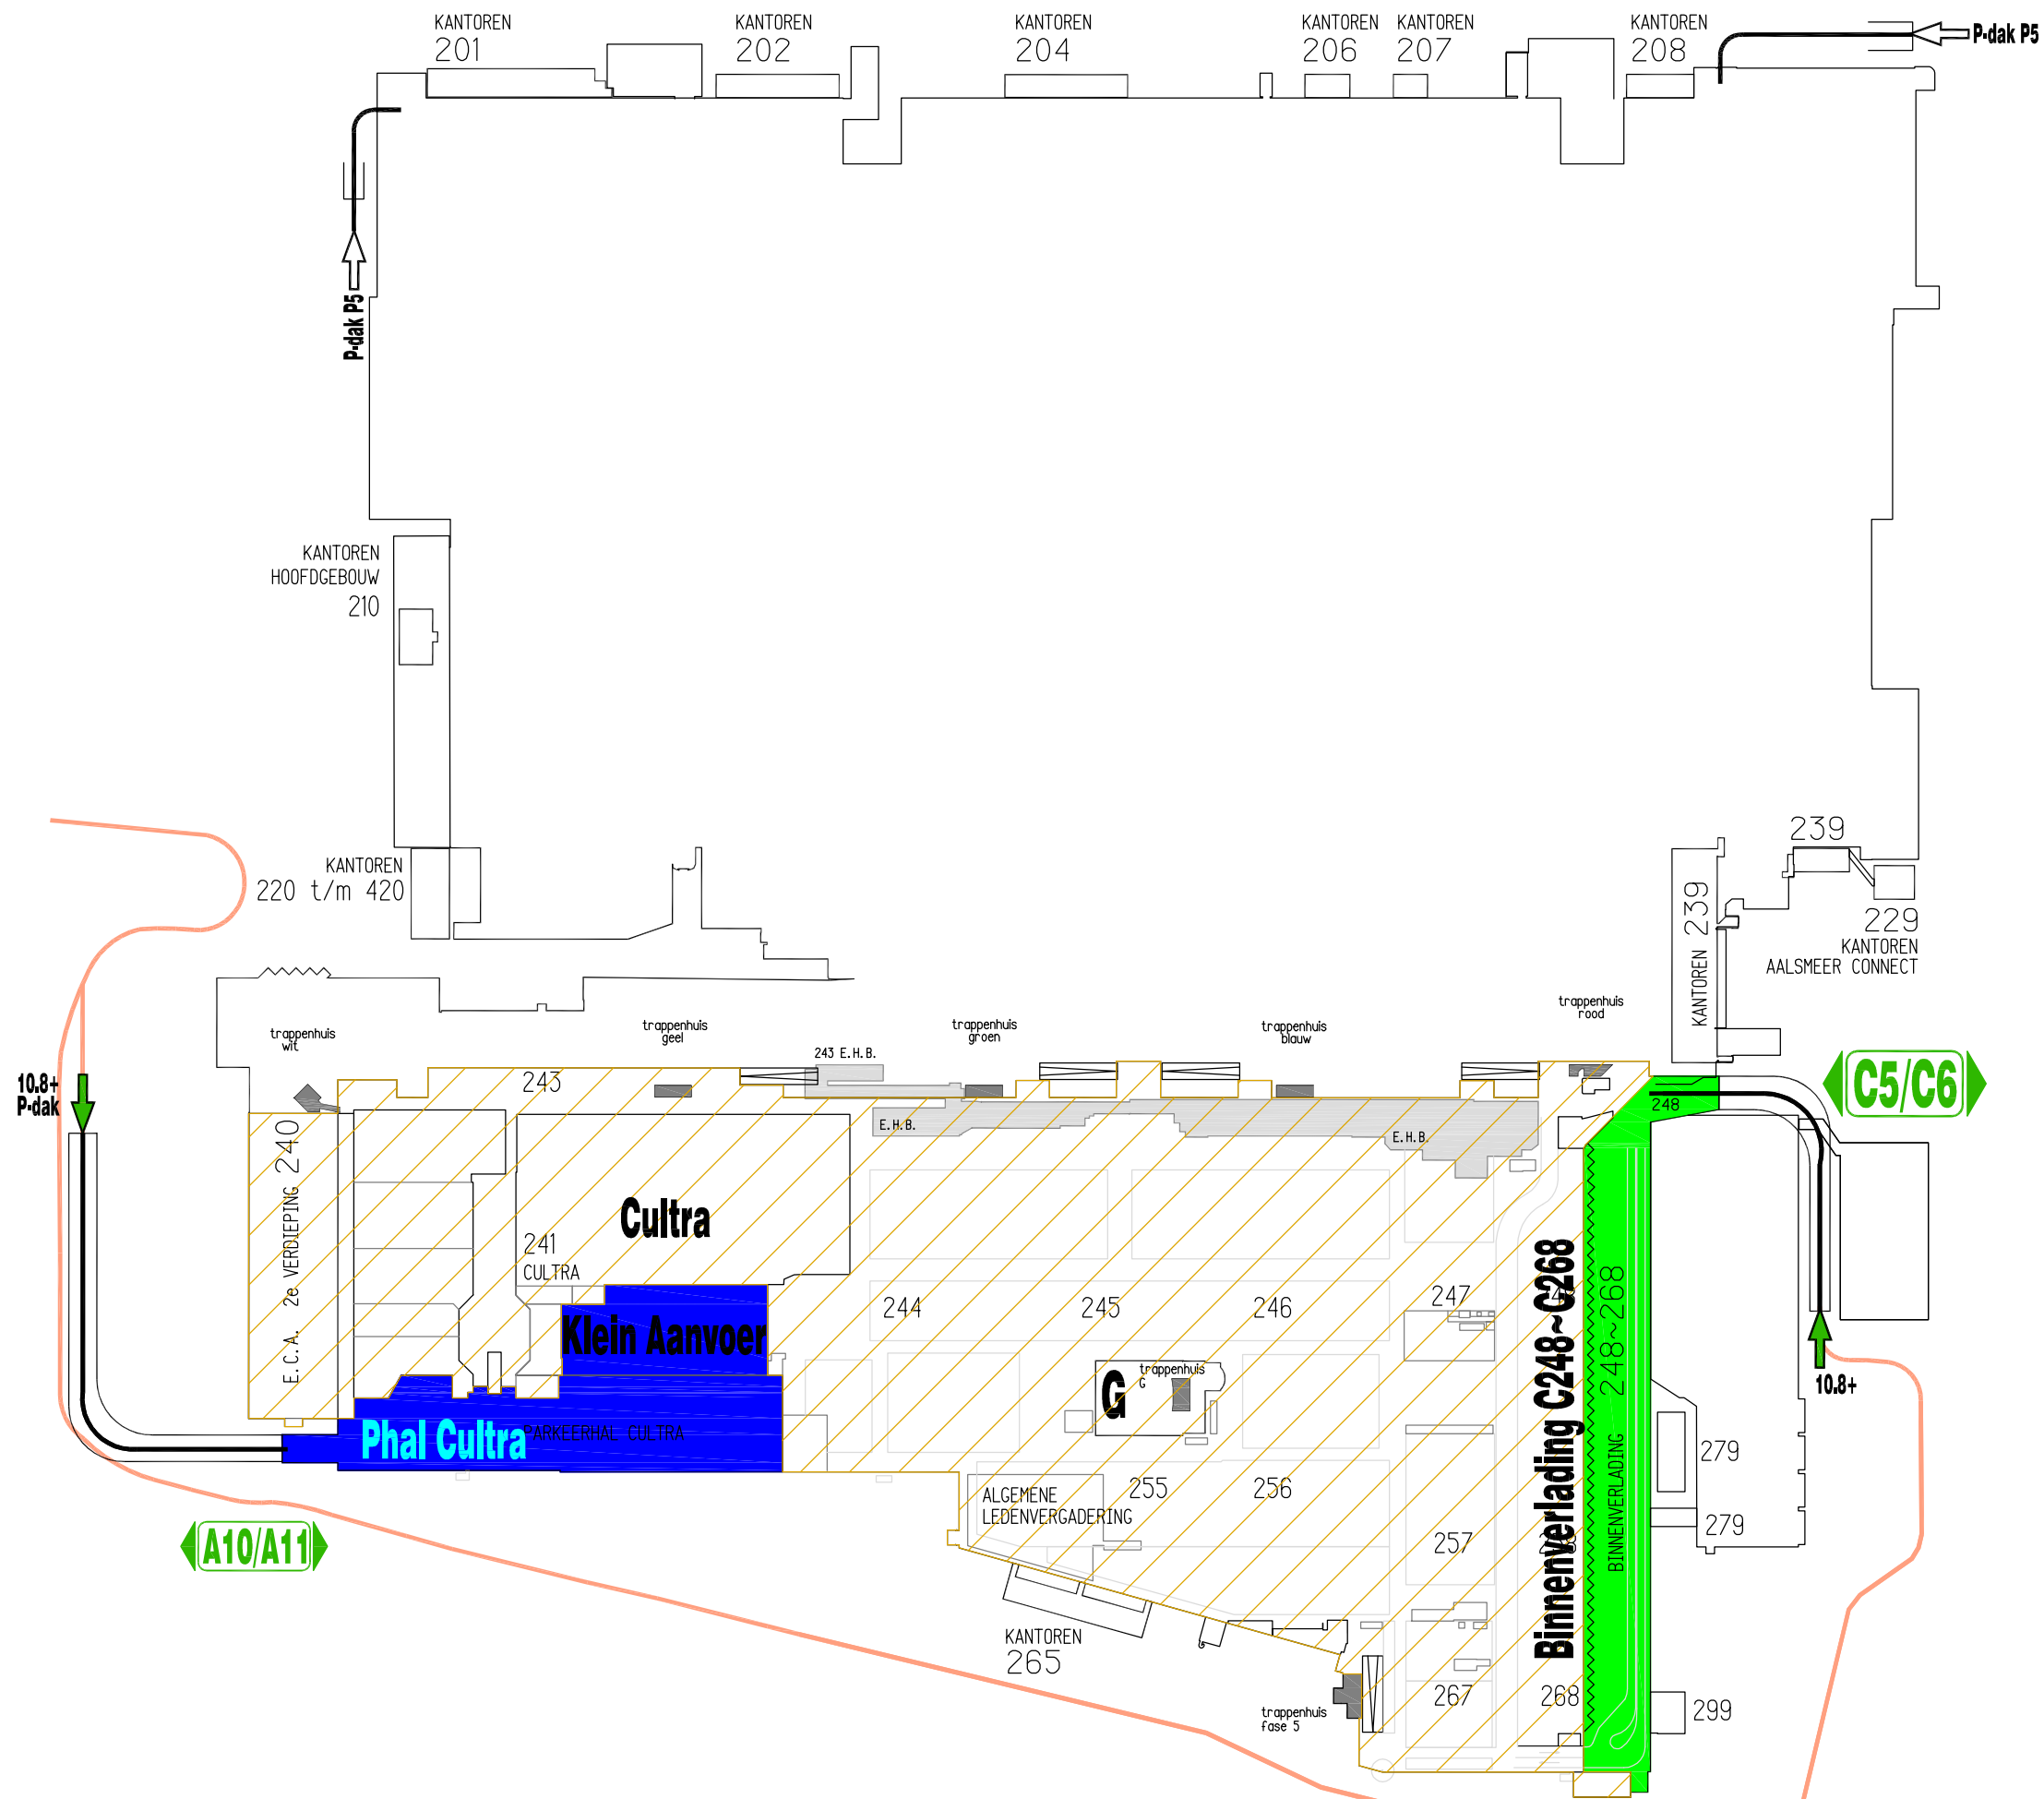 KANTOREN
201
KANTOREN
202
KANTOREN
204
KANTOREN
206
KANTOREN
207
KANTOREN
208
P-dak P5
P-dak P5
KANTOREN
HOOFDGEBOUW
210
KANTOREN
220 t/m 420
239
KANTOREN 239
229
KANTOREN
AALSMEER CONNECT
trappenhuis
wit
trappenhuis
geel
trappenhuis
groen
trappenhuis
blauw
trappenhuis
rood
243 E.H.B.
10.8+
P-dak
243
C5/C6
248
E.H.B.
E.H.B.
E.C.A. 2e VERDIEPING 240
Cultra
241
CULTRA
244
245
246
247
Klein Aanvoer
Binnenverlading C248~C268
BINNENVERLADING 248~268
trappenhuis
G
G
10.8+
Phal Cultra
PARKEERHAL CULTRA
279
A10/A11
ALGEMENE
LEDENVERGADERING
255
256
257
279
KANTOREN
265
267
268
299
trappenhuis
fase 5